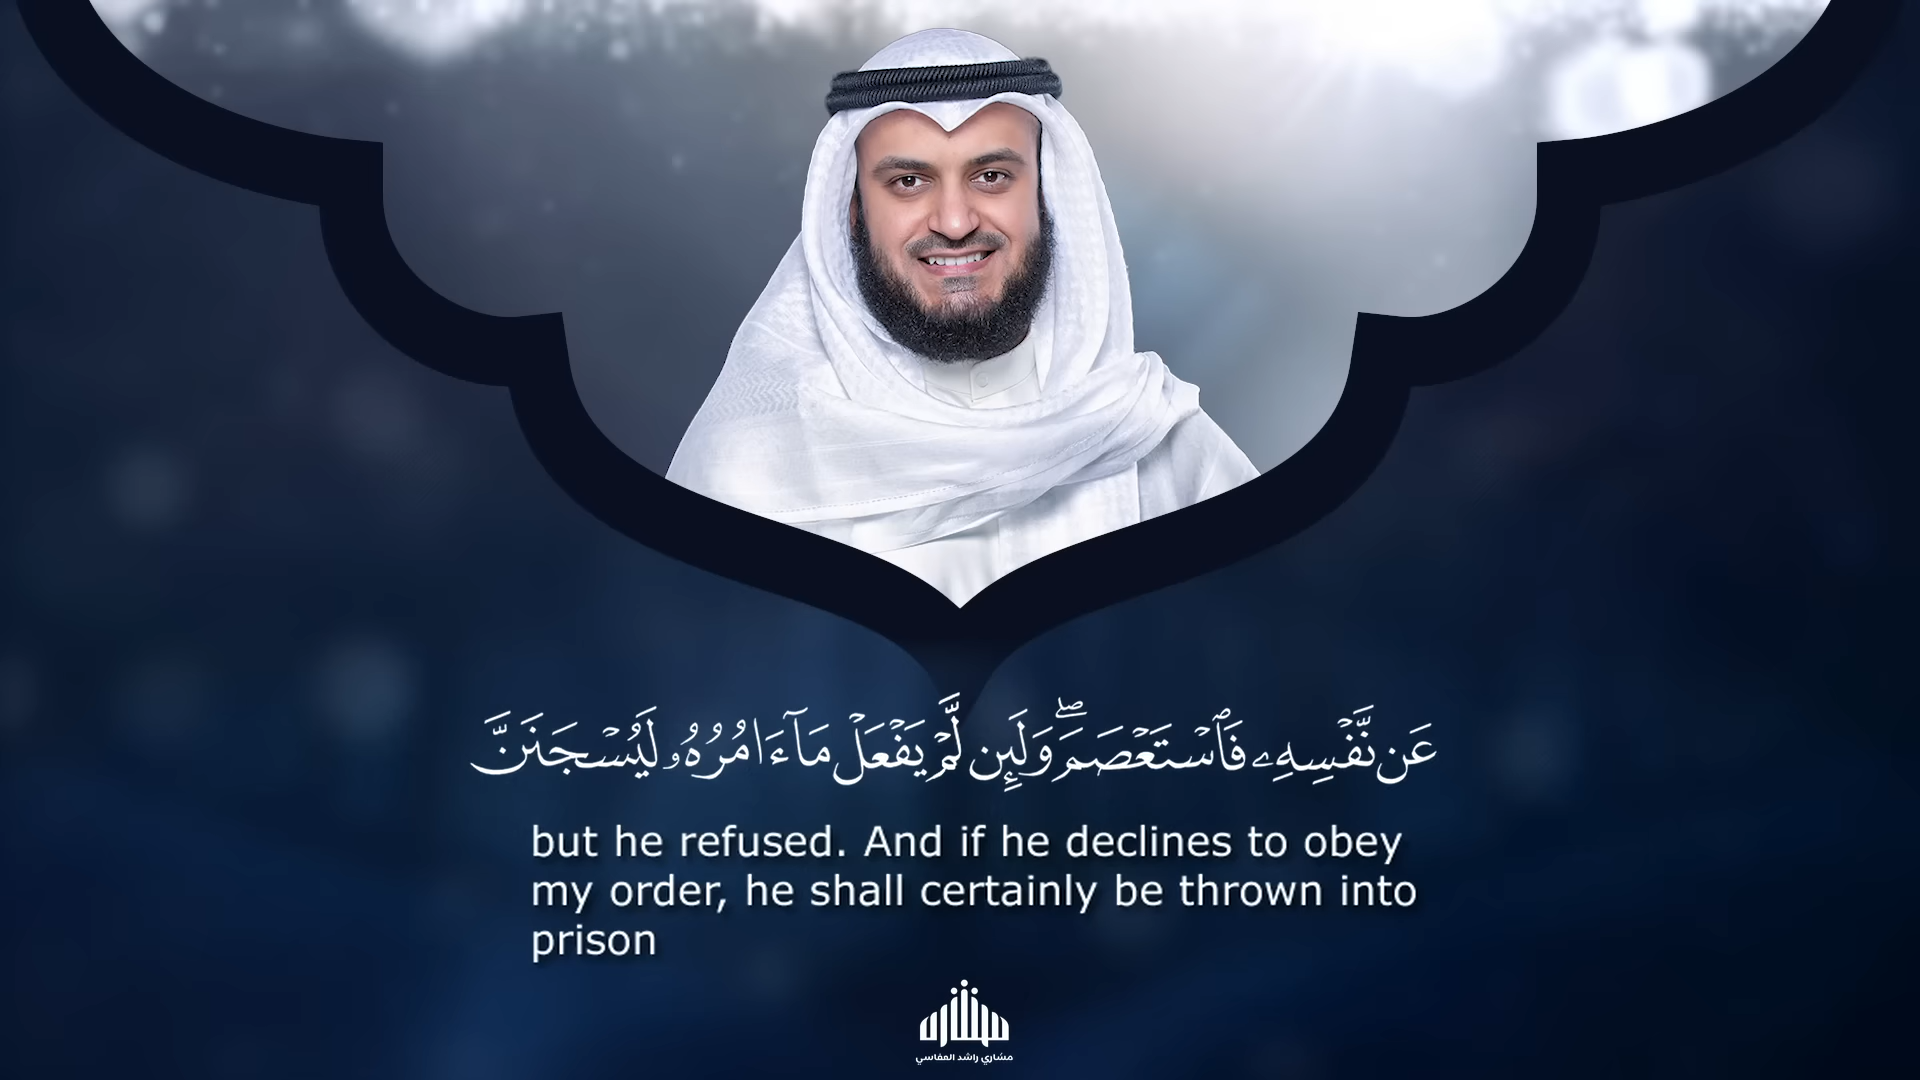 عَن نَّفْسِهِۦ فَٱسْتَعْصَمَ ۖ وَلَئِن لَّمْ يَفْعَلْ مَآ ءَامُرُهُۥ لَيُسْجَنَنَّ
but he refused. And if he declines to obey
my order, he shall certainly be thrown into
prison
مشاري راشد العفاسي